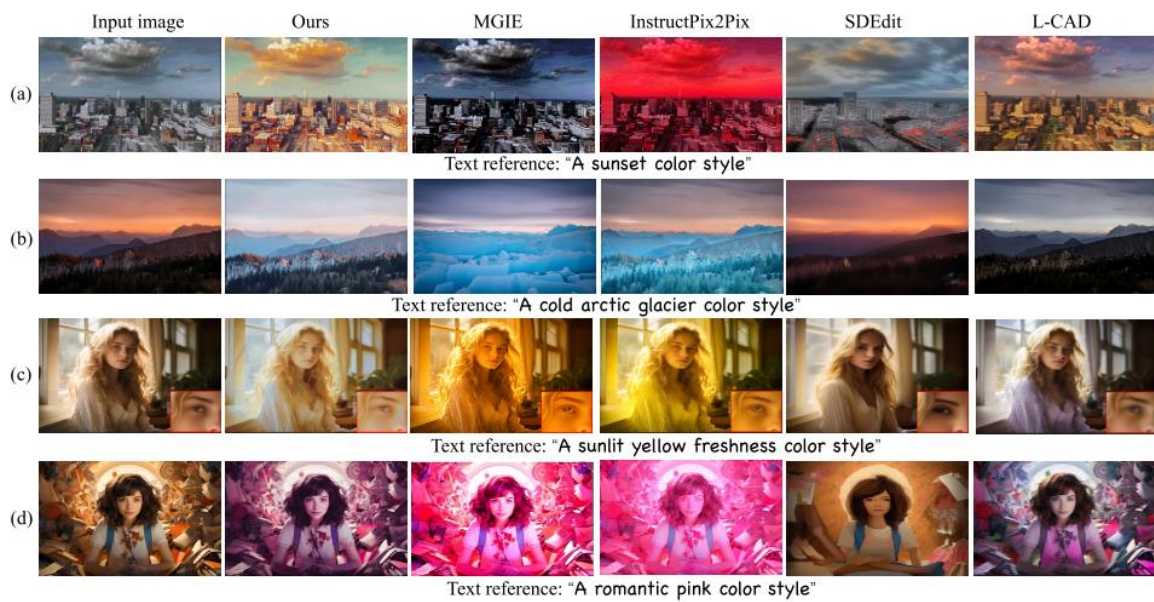 Input image Ours MGIE InstructPix2Pix SDEdit L-CAD
(a)
Text reference: “A sunset color style”
(b)
Text reference: “A cold arctic glacier color style”
(c)
Text reference: “A sunlit yellow freshness color style”
(d)
Text reference: “A romantic pink color style”